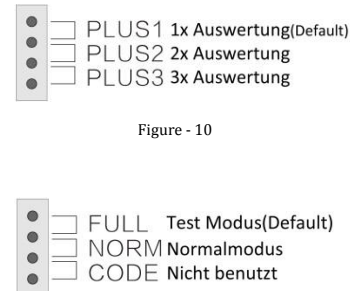 PLUS1 1x Auswertung(Default)
PLUS2 2x Auswertung
PLUS3 3x Auswertung
Figure - 10
FULL Test Modus(Default)
NORM Normalmodus
CODE Nicht benutzt